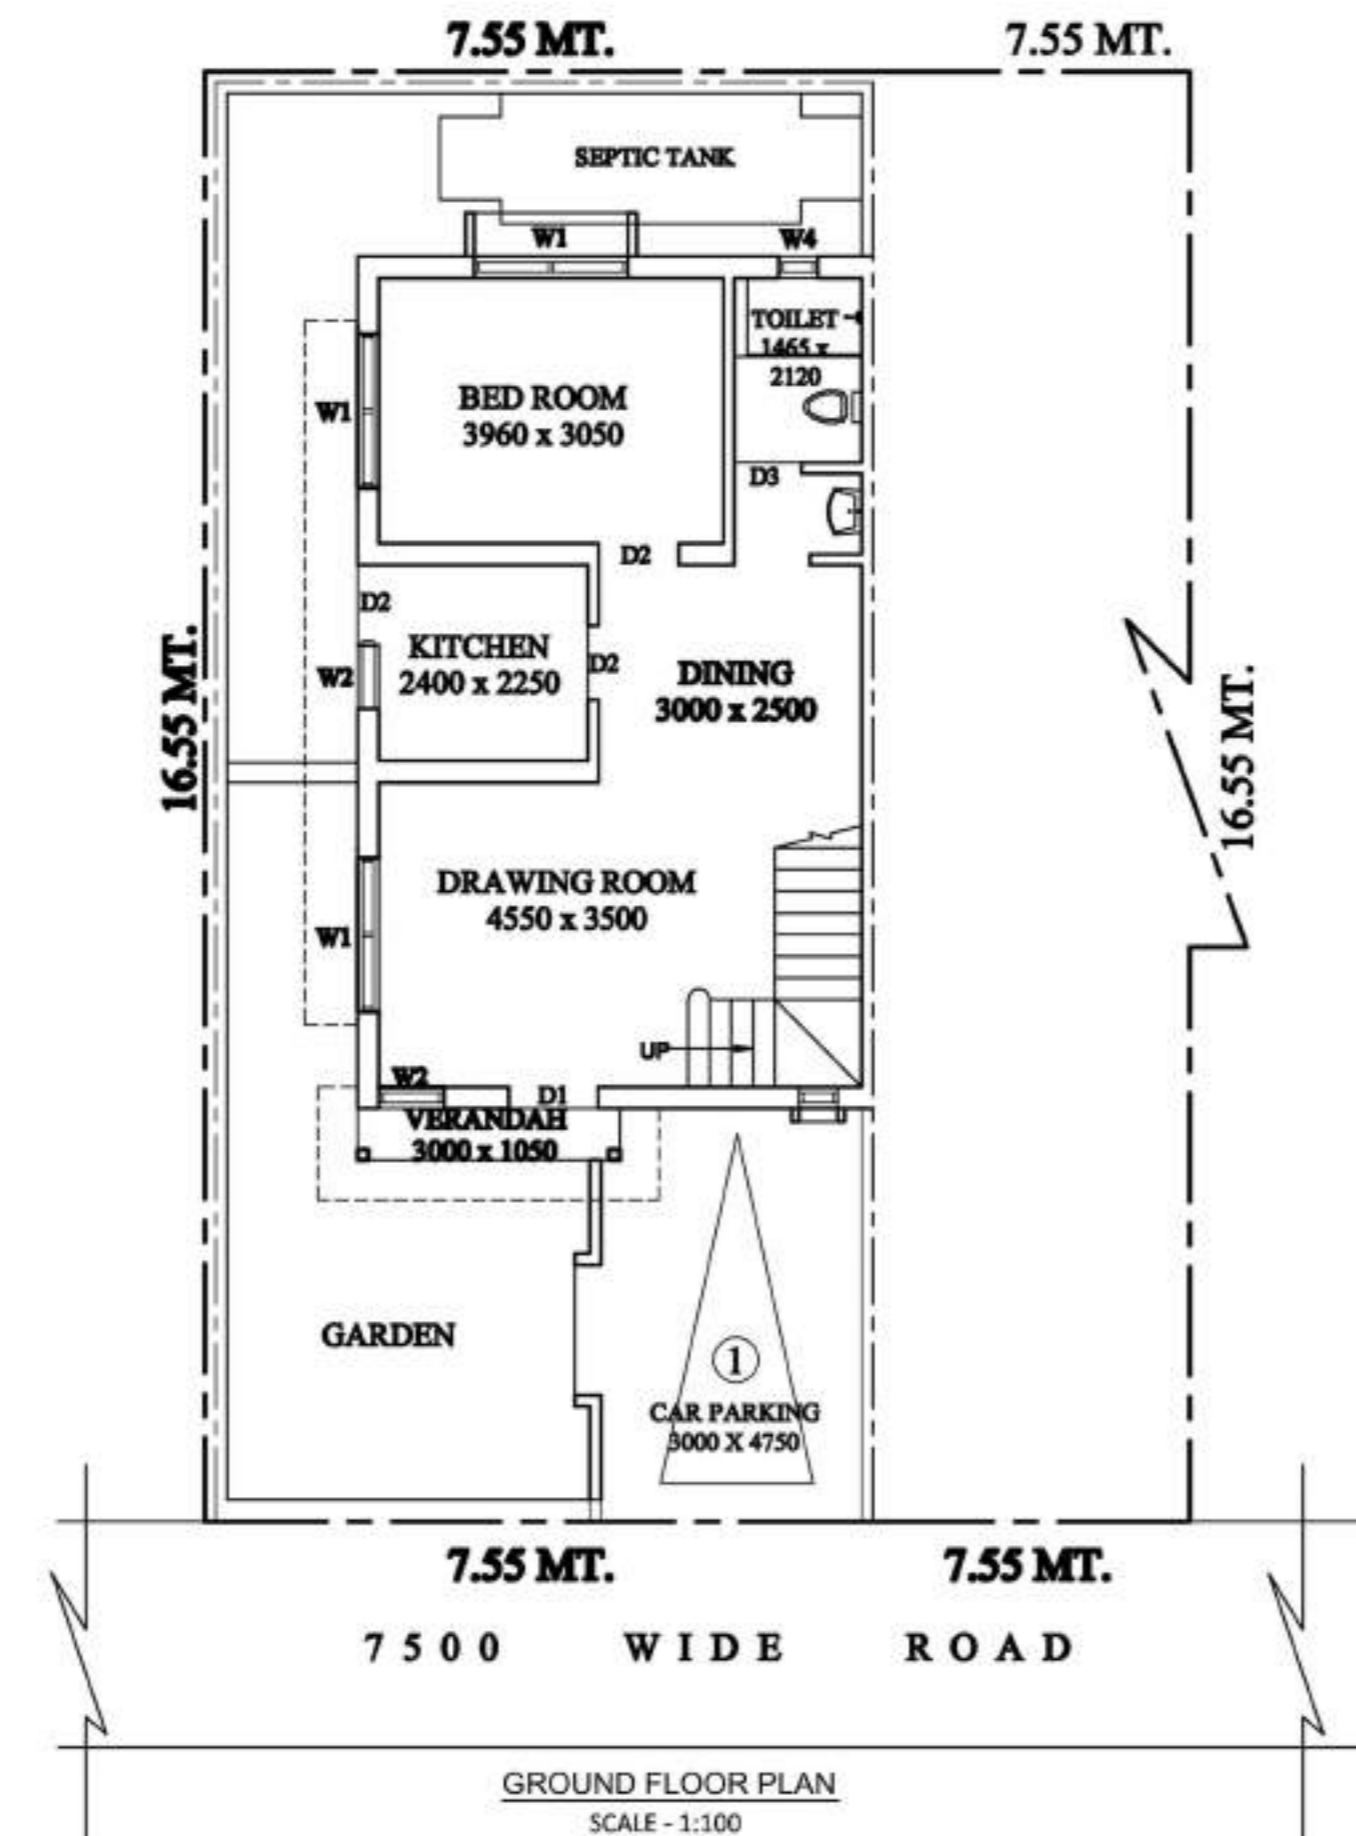 7.55 MT.
7.55 MT.
SEPTIC TANK
W1
W4
TOILET
1465 x
2120
BED ROOM
3960 x 3050
W1
D3
D2
D2
KITCHEN
2400 x 2250
D2
W2
DINING
3000 x 2500
16.55 MT.
16.55 MT.
DRAWING ROOM
4550 x 3500
W1
UP
W2
D1
VERANDAH
3000 x 1050
GARDEN
1
CAR PARKING
3000 X 4750
7.55 MT.
7.55 MT.
7500 WIDE ROAD
GROUND FLOOR PLAN
SCALE - 1:100